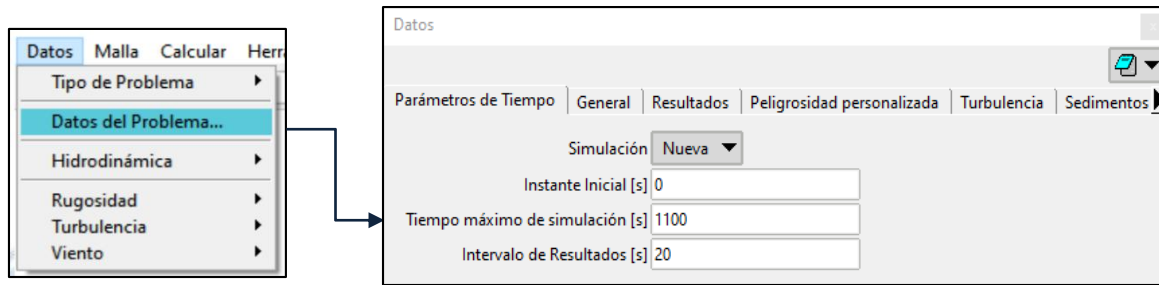 Datos Malla Calcular
Tipo de Problema
Datos del Problema...
Hidrodinámica
Rugosidad
Turbulencia
Viento
Datos
Parámetros de Tiempo General Resultados Peligrosidad personalizada Turbulencia Sedimentos
Simulación Nueva
Instante Inicial [s] 0
Tiempo máximo de simulación [s] 1100
Intervalo de Resultados [s] 20